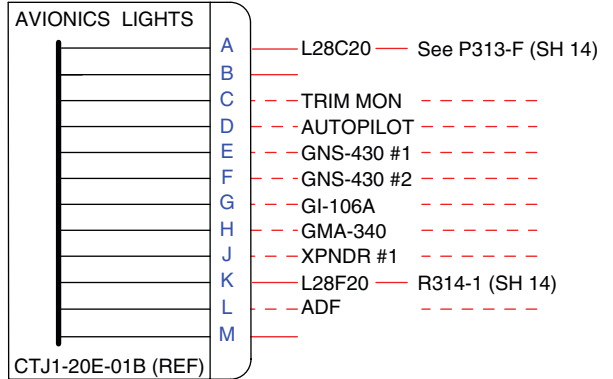 AVIONICS LIGHTS
A L28C20 See P313-F (SH 14)
B
C TRIM MON
D AUTOPILOT
E GNS-430 #1
F GNS-430 #2
G GI-106A
H GMA-340
J XPNDR #1
K L28F20 R314-1 (SH 14)
L ADF
M
CTJ1-20E-01B (REF)